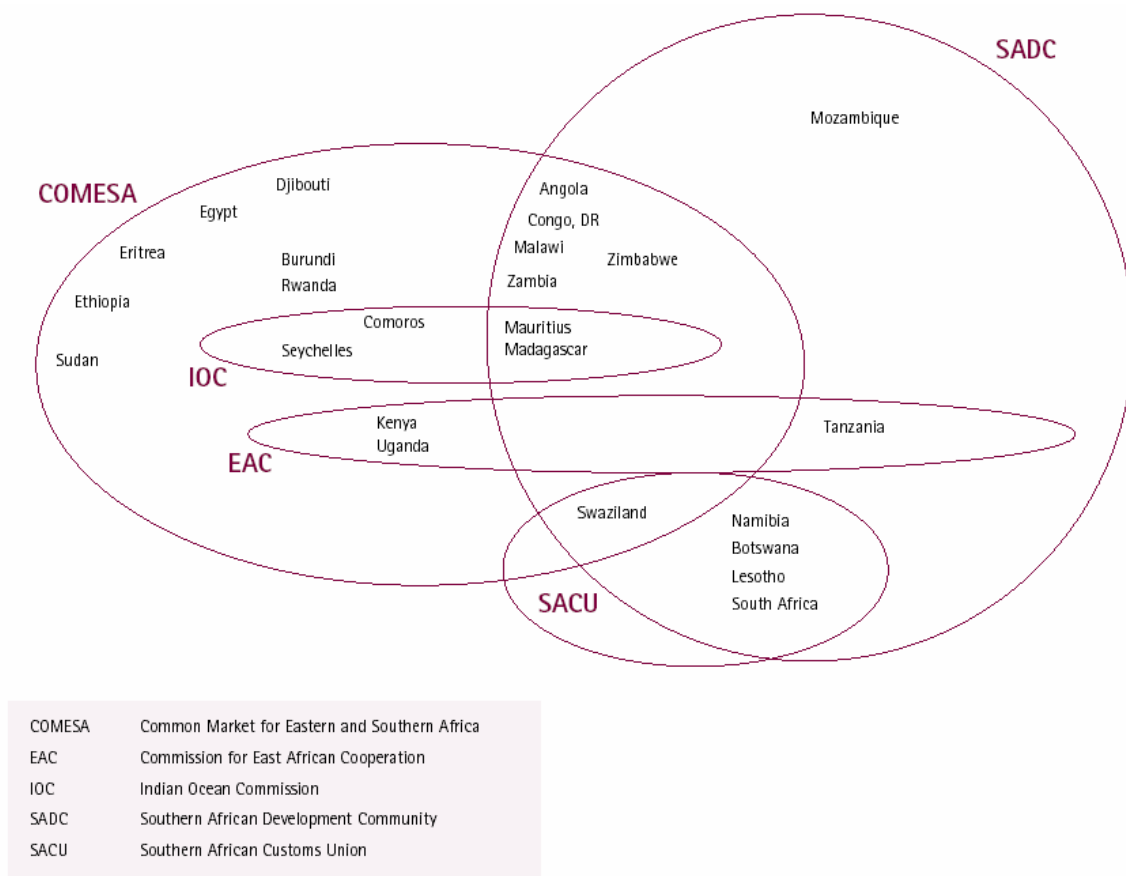 SADC
Mozambique
COMESA
Djibouti
Angola
Egypt
Congo, DR
Eritrea
Malawi
Burundi
Zimbabwe
Rwanda
Zambia
Ethiopia
Comoros
Mauritius
Seychelles
Madagascar
Sudan
IOC
Kenya
Tanzania
Uganda
EAC
Swaziland
Namibia
Botswana
Lesotho
SACU
South Africa
COMESA Common Market for Eastern and Southern Africa
EAC Commission for East African Cooperation
IOC Indian Ocean Commission
SADC Southern African Development Community
SACU Southern African Customs Union